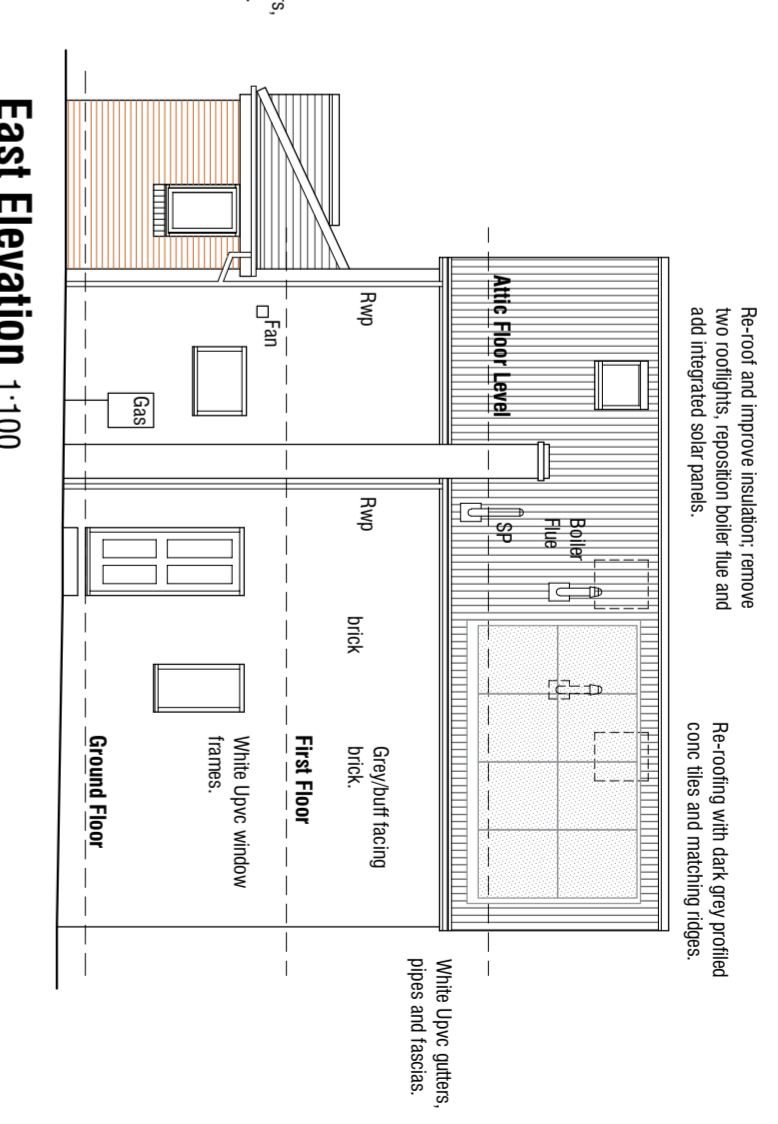 rs,
Re-roof and improve insulation; remove
two rooflights, reposition boiler flue and
add integrated solar panels.
Re-roofing with dark grey profiled
conc tiles and matching ridges.
Attic Floor Level
Boiler
Flue
SP
White Upvc gutters,
pipes and fascias.
Rwp
Rwp
brick
Grey/buff facing
brick.
First Floor
Fan
White Upvc window
frames.
Gas
Ground Floor
East Elevation 1:100